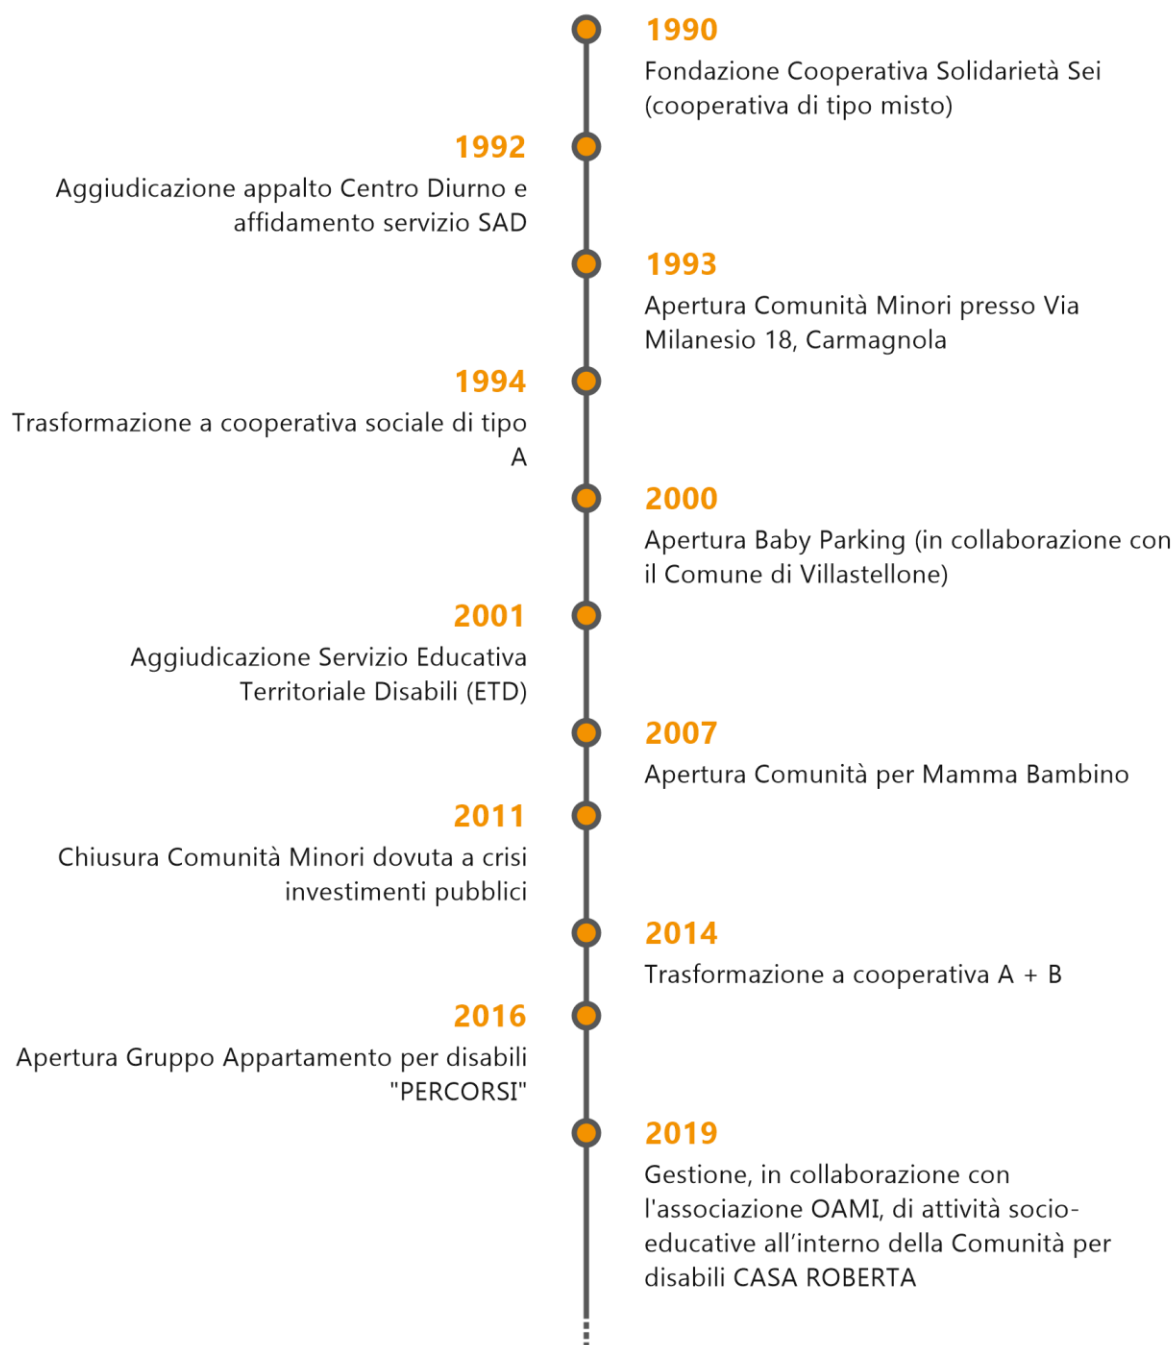 1990
Fondazione Cooperativa Solidarietà Sei
(cooperativa di tipo misto)
1992
Aggiudicazione appalto Centro Diurno e
affidamento servizio SAD
1993
Apertura Comunità Minori presso Via
Milanesio 18, Carmagnola
1994
Trasformazione a cooperativa sociale di tipo
A
2000
Apertura Baby Parking (in collaborazione con
il Comune di Villastellone)
2001
Aggiudicazione Servizio Educativa
Territoriale Disabili (ETD)
2007
Apertura Comunità per Mamma Bambino
2011
Chiusura Comunità Minori dovuta a crisi
investimenti pubblici
2014
Trasformazione a cooperativa A + B
2016
Apertura Gruppo Appartamento per disabili
"PERCORSI"
2019
Gestione, in collaborazione con
l'associazione OAMI, di attività socio-
educative all’interno della Comunità per
disabili CASA ROBERTA